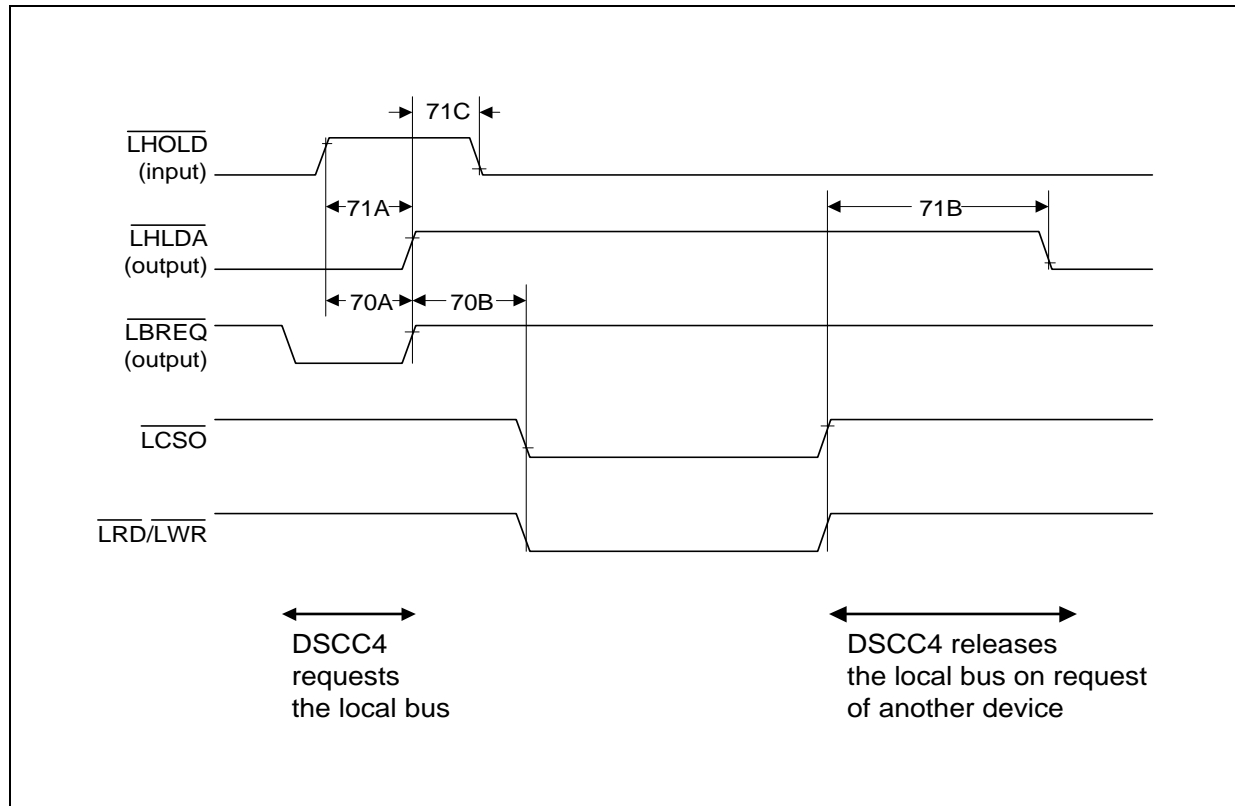 71C
LHOLD
(input)
71A
71B
LHLDA
(output)
70A
70B
LBREQ
(output)
LCSO
LRD/LWR
DSCC4
requests
the local bus
DSCC4 releases
the local bus on request
of another device